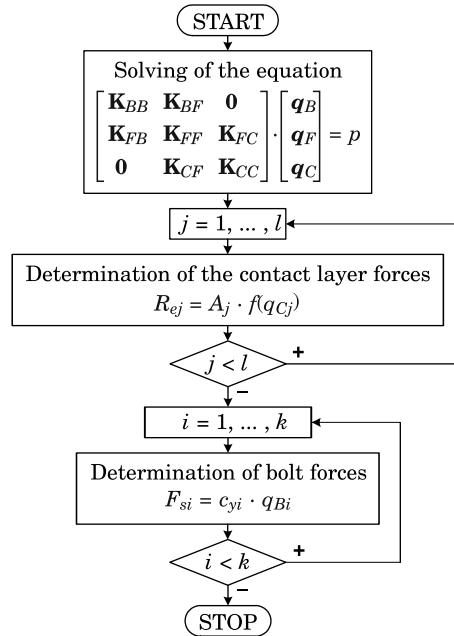 START
Solving of the equation
K_BB K_BF 0 q_B
K_FB K_FF K_FC · q_F = p
0 K_CF K_CC q_C
j = 1, ... , l
Determination of the contact layer forces
R_ej = A_j · f(q_Cj)
j < l +
–
i = 1, ... , k
Determination of bolt forces
F_si = c_yi · q_Bi
i < k +
–
STOP